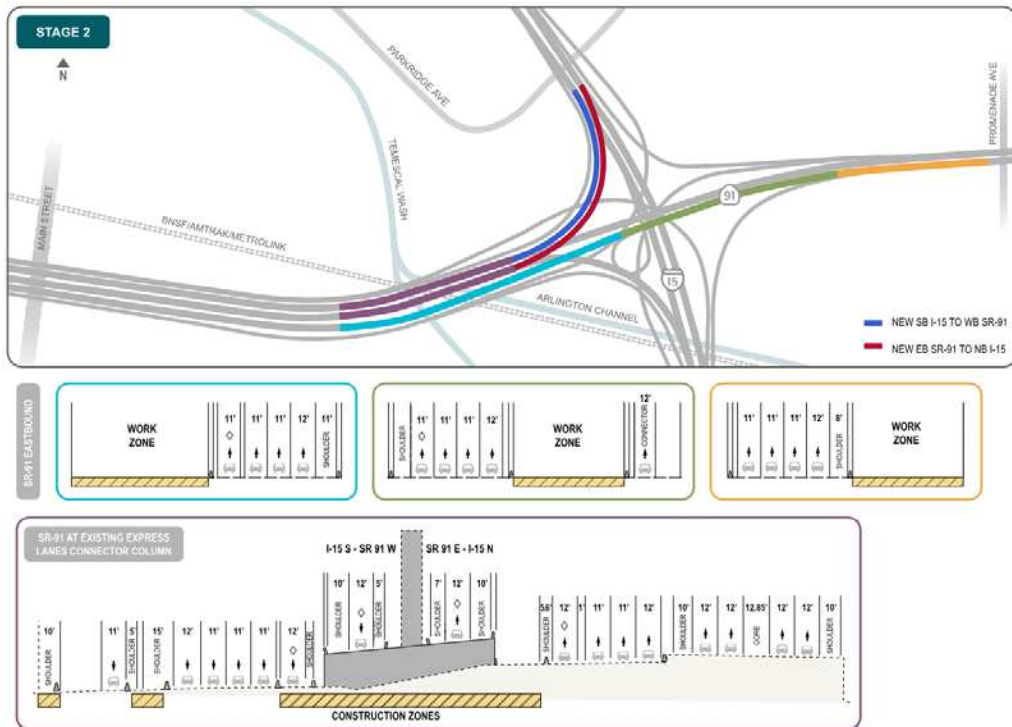 STAGE 2
N
PARKRIDGE AVE
PROMENADE AVE
TEMESCAL WASH
MAIN STREET
BNSF/AMTRAK/METROLINK
91
15
ARLINGTON CHANNEL
NEW SB I-15 TO WB SR-91
NEW EB SR-91 TO NB I-15
SR-91 EASTBOUND
WORK
ZONE
11' 11' 11' 12' 11'
SHOULDER
SHOULDER
11' 11' 11' 12'
WORK
ZONE
12'
CONNECTOR
11' 11' 11' 12' 8'
SHOULDER
WORK
ZONE
SR-91 AT EXISTING EXPRESS
LANES CONNECTOR COLUMN
I-15 S - SR 91 W
SR 91 E - I-15 N
10' 12' 5'
SHOULDER
SHOULDER
7' 12' 10'
SHOULDER
SHOULDER
10' 11' 5' 15' 12' 11' 11' 11' 12'
SHOULDER
SHOULDER
SHOULDER
5.6' 12' 1' 11' 11' 12' 10' 12' 12' 12.85' 12' 12' 10'
SHOULDER
SHOULDER
GORE
SHOULDER
CONSTRUCTION ZONES